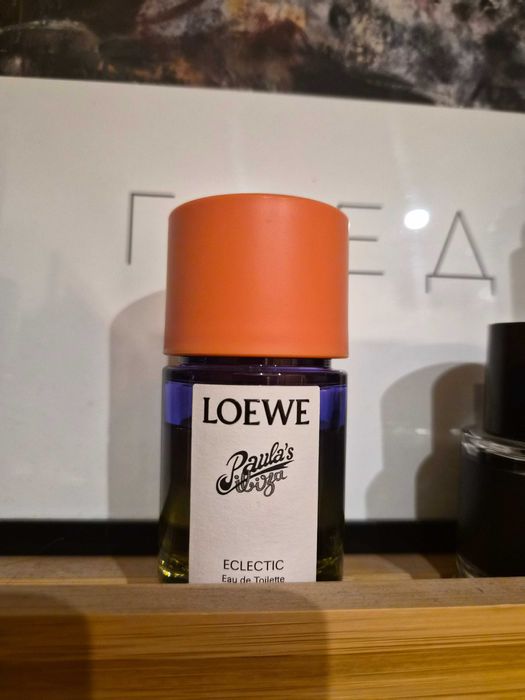 LOEWE
Paula's
ibiza
ECLECTIC
Eau de Toilette